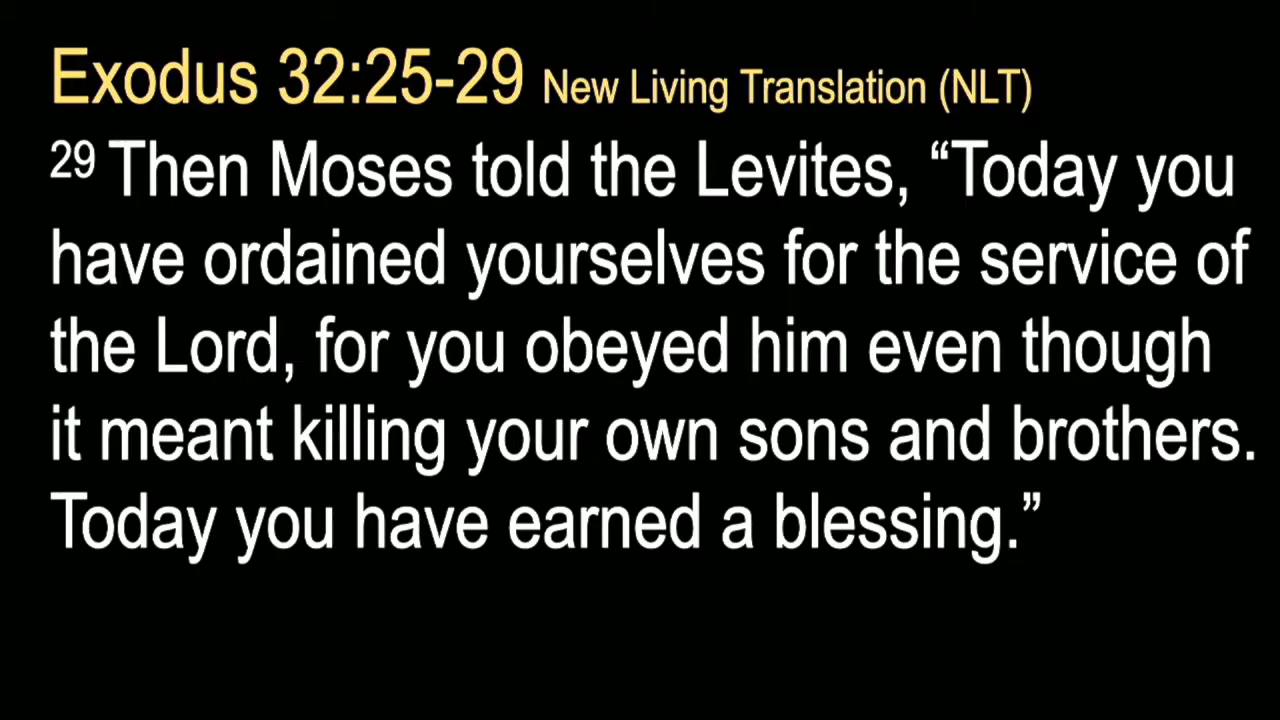 Exodus 32:25-29 New Living Translation (NLT)
29 Then Moses told the Levites, “Today you
have ordained yourselves for the service of
the Lord, for you obeyed him even though
it meant killing your own sons and brothers.
Today you have earned a blessing.”